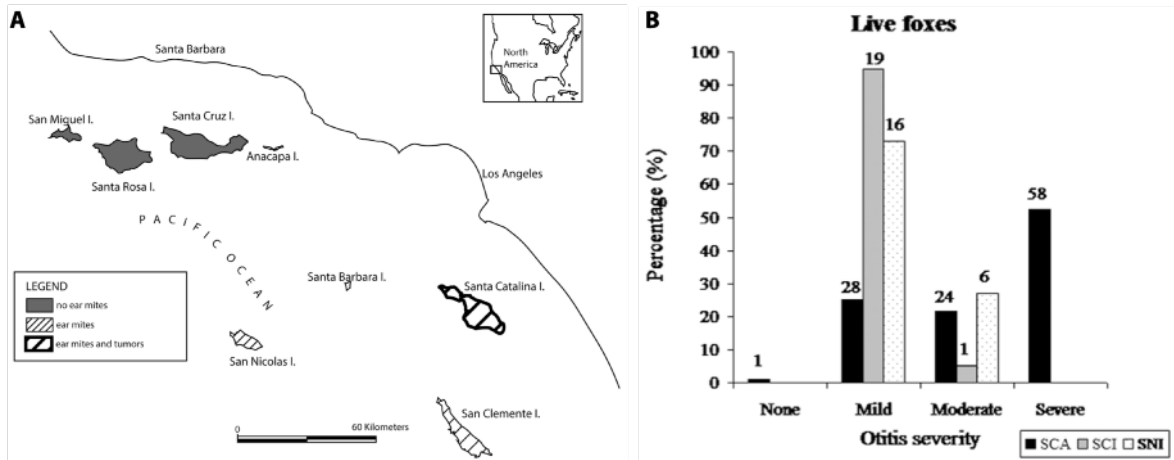 A
Santa Barbara
North
America
San Miguel I.
Santa Cruz I.
Anacapa I.
Santa Rosa I.
Los Angeles
PACIFIC OCEAN
LEGEND
no ear mites
ear mites
ear mites and tumors
Santa Barbara I.
Santa Catalina I.
San Nicolas I.
San Clemente I.
0
60 Kilometers
B
Live foxes
Percentage (%)
100
90
80
70
60
50
40
30
20
10
0
1
28
19
16
24
1
6
58
None
Mild
Moderate
Severe
Otitis severity
SCA
SCI
SNI